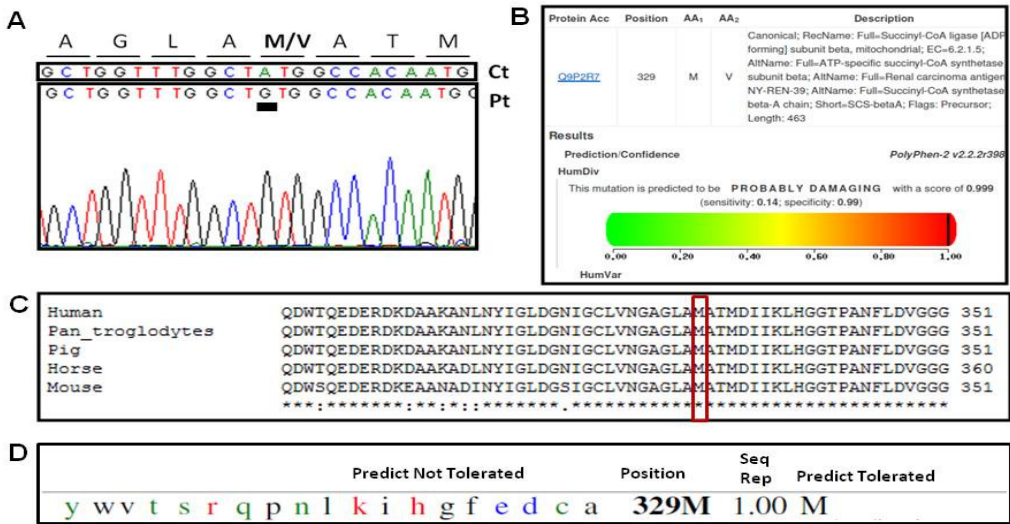 A
A G L A M/V A T M
GCTGGTTTGGCTATGGCCACAATG Ct
GCTGGTTTGGCTGTGGCCACAATGG Pt
B
Protein Acc Position AA1 AA2 Description
Canonical; RecName: Full=Succinyl-CoA ligase [ADP
forming] subunit beta, mitochondrial; EC=6.2.1.5;
AltName: Full=ATP-specific succinyl-CoA synthetase
Q9P2R7 329 M V subunit beta; AltName: Full=Renal carcinoma antigen
NY-REN-39; AltName: Full=Succinyl-CoA synthetase
beta-A chain; Short=SCS-betaA; Flags: Precursor;
Length: 463
Results
Prediction/Confidence PolyPhen-2 v2.2.2r398
HumDiv
This mutation is predicted to be PROBABLY DAMAGING with a score of 0.999
(sensitivity: 0.14; specificity: 0.99)
0.00 0.20 0.40 0.60 0.80 1.00
HumVar
C
Human QDWTQEDERDKDAAKANLNYIGLDGNIGCLVNGAGLAMATMDIIKLHGGTPANFLDVGGG 351
Pan_troglodytes QDWTQEDERDKDAAKANLNYIGLDGNIGCLVNGAGLAMATMDIIKLHGGTPANFLDVGGG 351
Pig QDWTQEDERDKDAAKADLNYIGLDGNIGCLVNGAGLAMATMDIIKLHGGTPANFLDVGGG 351
Horse QDWTQEDERDKDAAKADLNYIGLDGNIGCLVNGAGLAMATMDIIKLHGGTPANFLDVGGG 360
Mouse QDWSQEDERDKEAANADINYIGLDGSIGCLVNGAGLAMATMDIIKLHGGTPANFLDVGGG 351
***:*******:**:*::*******.**********************************
D
Predict Not Tolerated Position Seq Rep Predict Tolerated
y w v t s r q p n l k i h g f e d c a 329M 1.00 M